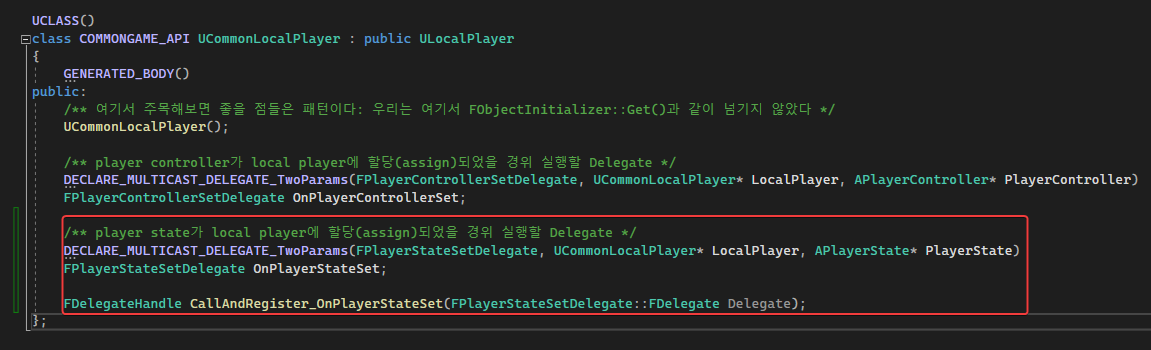 UCLASS()
class COMMONGAME_API UCommonLocalPlayer : public ULocalPlayer
{
GENERATED_BODY()
public:
/** 여기서 주목해보면 좋을 점들은 패턴이다: 우리는 여기서 FObjectInitializer::Get()과 같이 넘기지 않았다 */
UCommonLocalPlayer();
/** player controller가 local player에 할당(assign)되었을 경위 실행할 Delegate */
DECLARE_MULTICAST_DELEGATE_TwoParams(FPlayerControllerSetDelegate, UCommonLocalPlayer* LocalPlayer, APlayerController* PlayerController)
FPlayerControllerSetDelegate OnPlayerControllerSet;
/** player state가 local player에 할당(assign)되었을 경위 실행할 Delegate */
DECLARE_MULTICAST_DELEGATE_TwoParams(FPlayerStateSetDelegate, UCommonLocalPlayer* LocalPlayer, APlayerState* PlayerState)
FPlayerStateSetDelegate OnPlayerStateSet;
FDelegateHandle CallAndRegister_OnPlayerStateSet(FPlayerStateSetDelegate::FDelegate Delegate);
};